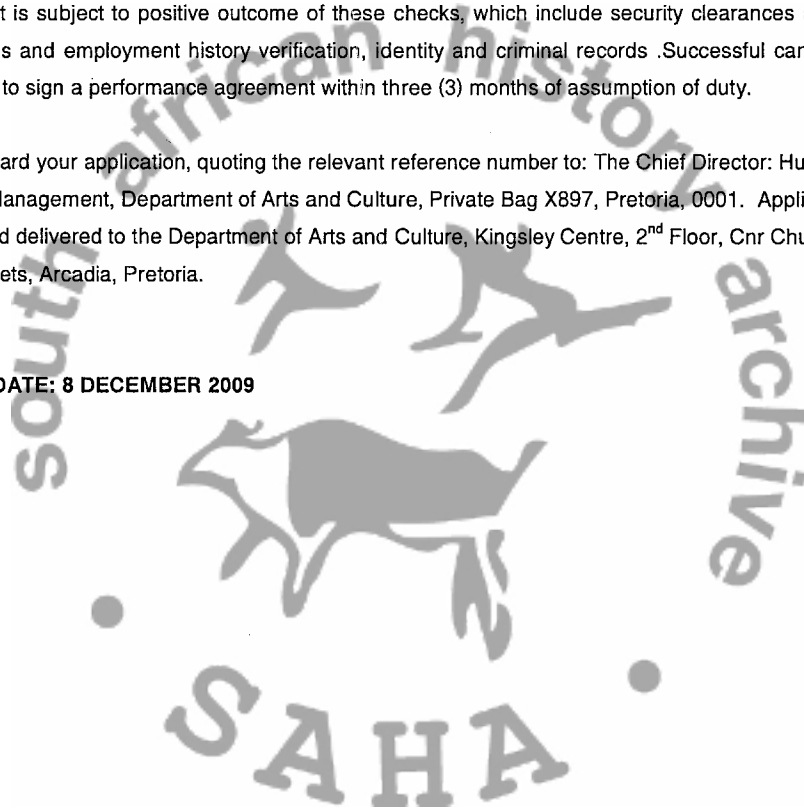 t is subject to positive outcome of these checks, which include security clearances
s and employment history verification, identity and criminal records .Successful can
to sign a performance agreement within three (3) months of assumption of duty.
ard your application, quoting the relevant reference number to: The Chief Director: Hu
Management, Department of Arts and Culture, Private Bag X897, Pretoria, 0001. Appli
d delivered to the Department of Arts and Culture, Kingsley Centre, 2nd Floor, Cnr Chu
ets, Arcadia, Pretoria.
DATE: 8 DECEMBER 2009
south african history archive
SAHA